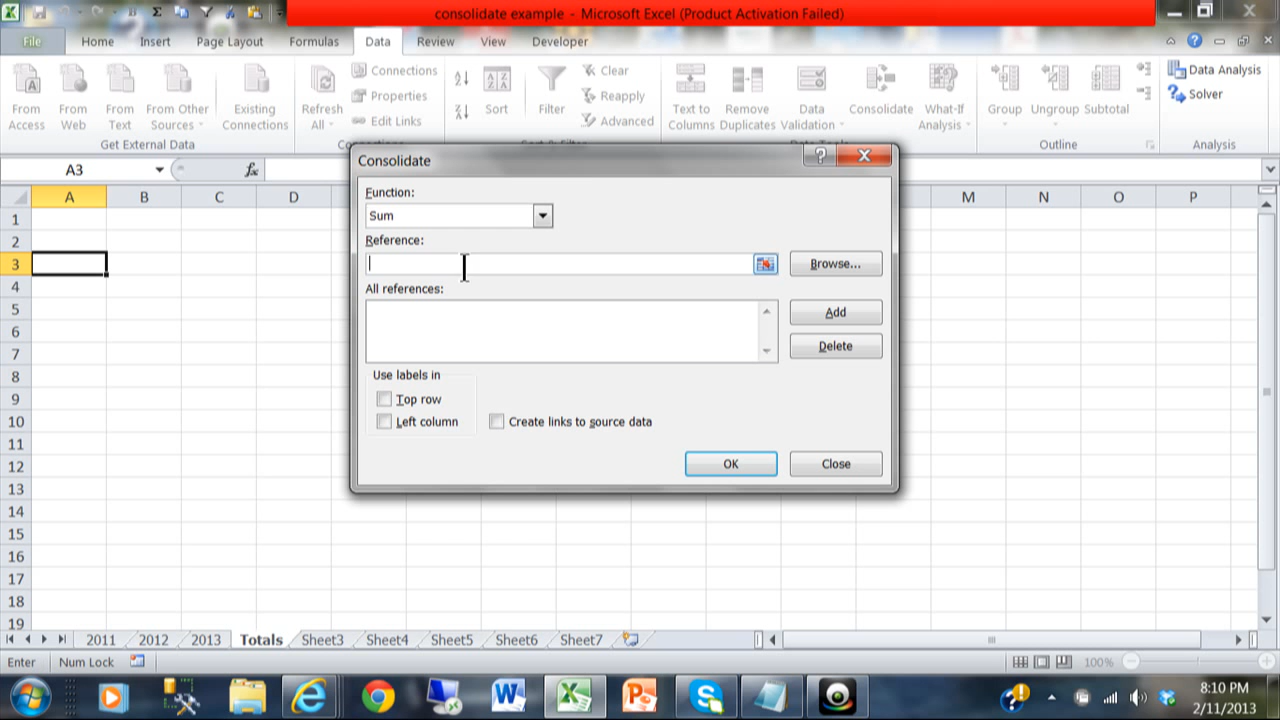 consolidate example - Microsoft Excel (Product Activation Failed)
File Home Insert Page Layout Formulas Data Review View Developer
From Access
From Web
From Text
From Other Sources
Existing Connections
Get External Data
Refresh All
Connections
Properties
Edit Links
Sort
Filter
Clear
Reapply
Advanced
Text to Columns
Remove Duplicates
Data Validation
Consolidate
What-If Analysis
Group
Ungroup
Subtotal
Outline
Data Analysis
Solver
Analysis
A3
fx
Consolidate
Function:
Sum
Reference:
Browse...
All references:
Add
Delete
Use labels in
Top row
Left column
Create links to source data
OK
Close
A B C D M N O P
1
2
3
4
5
6
7
8
9
10
11
12
13
14
15
16
17
18
19
2011 2012 2013 Totals Sheet3 Sheet4 Sheet5 Sheet6 Sheet7
Enter Num Lock 100%
8:10 PM
2/11/2013